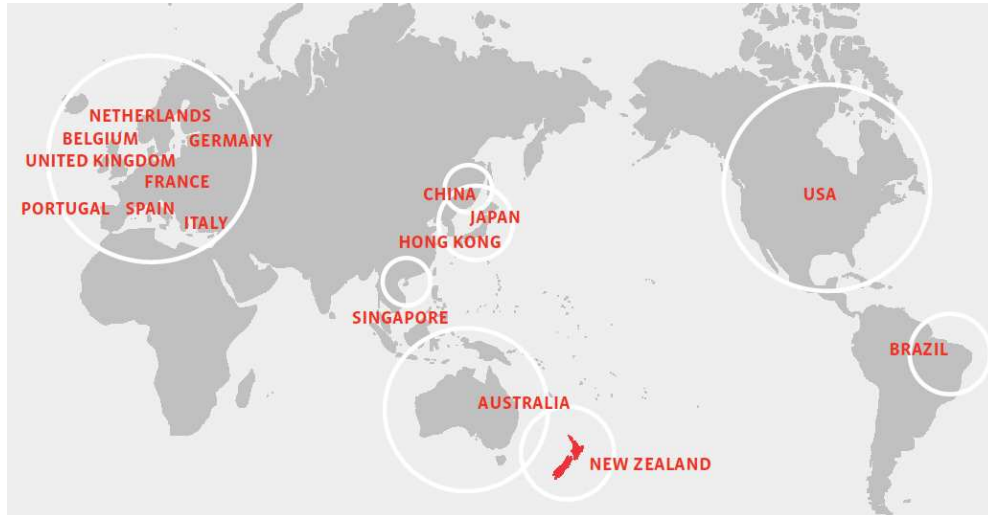 NETHERLANDS
BELGIUM
GERMANY
UNITED KINGDOM
FRANCE
PORTUGAL
SPAIN
ITALY
CHINA
JAPAN
HONG KONG
SINGAPORE
AUSTRALIA
NEW ZEALAND
USA
BRAZIL